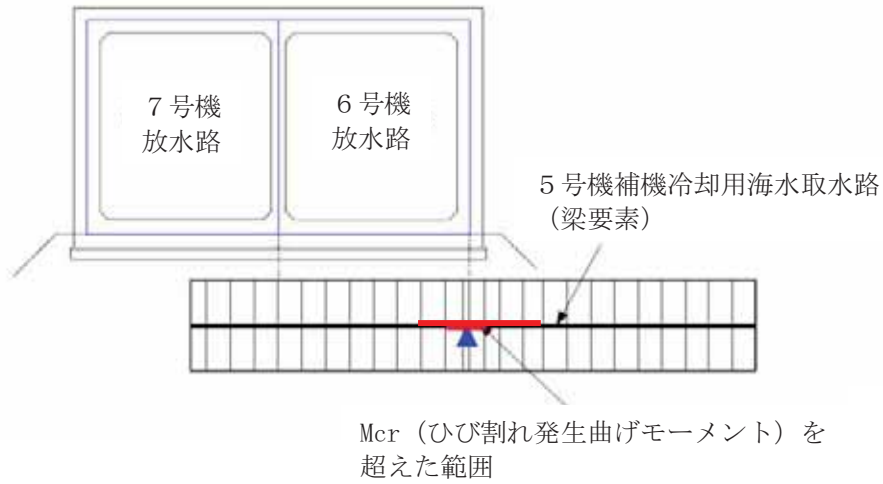 ７号機
放水路
６号機
放水路
５号機補機冷却用海水取水路
（梁要素）
Mcr（ひび割れ発生曲げモーメント）を
超えた範囲